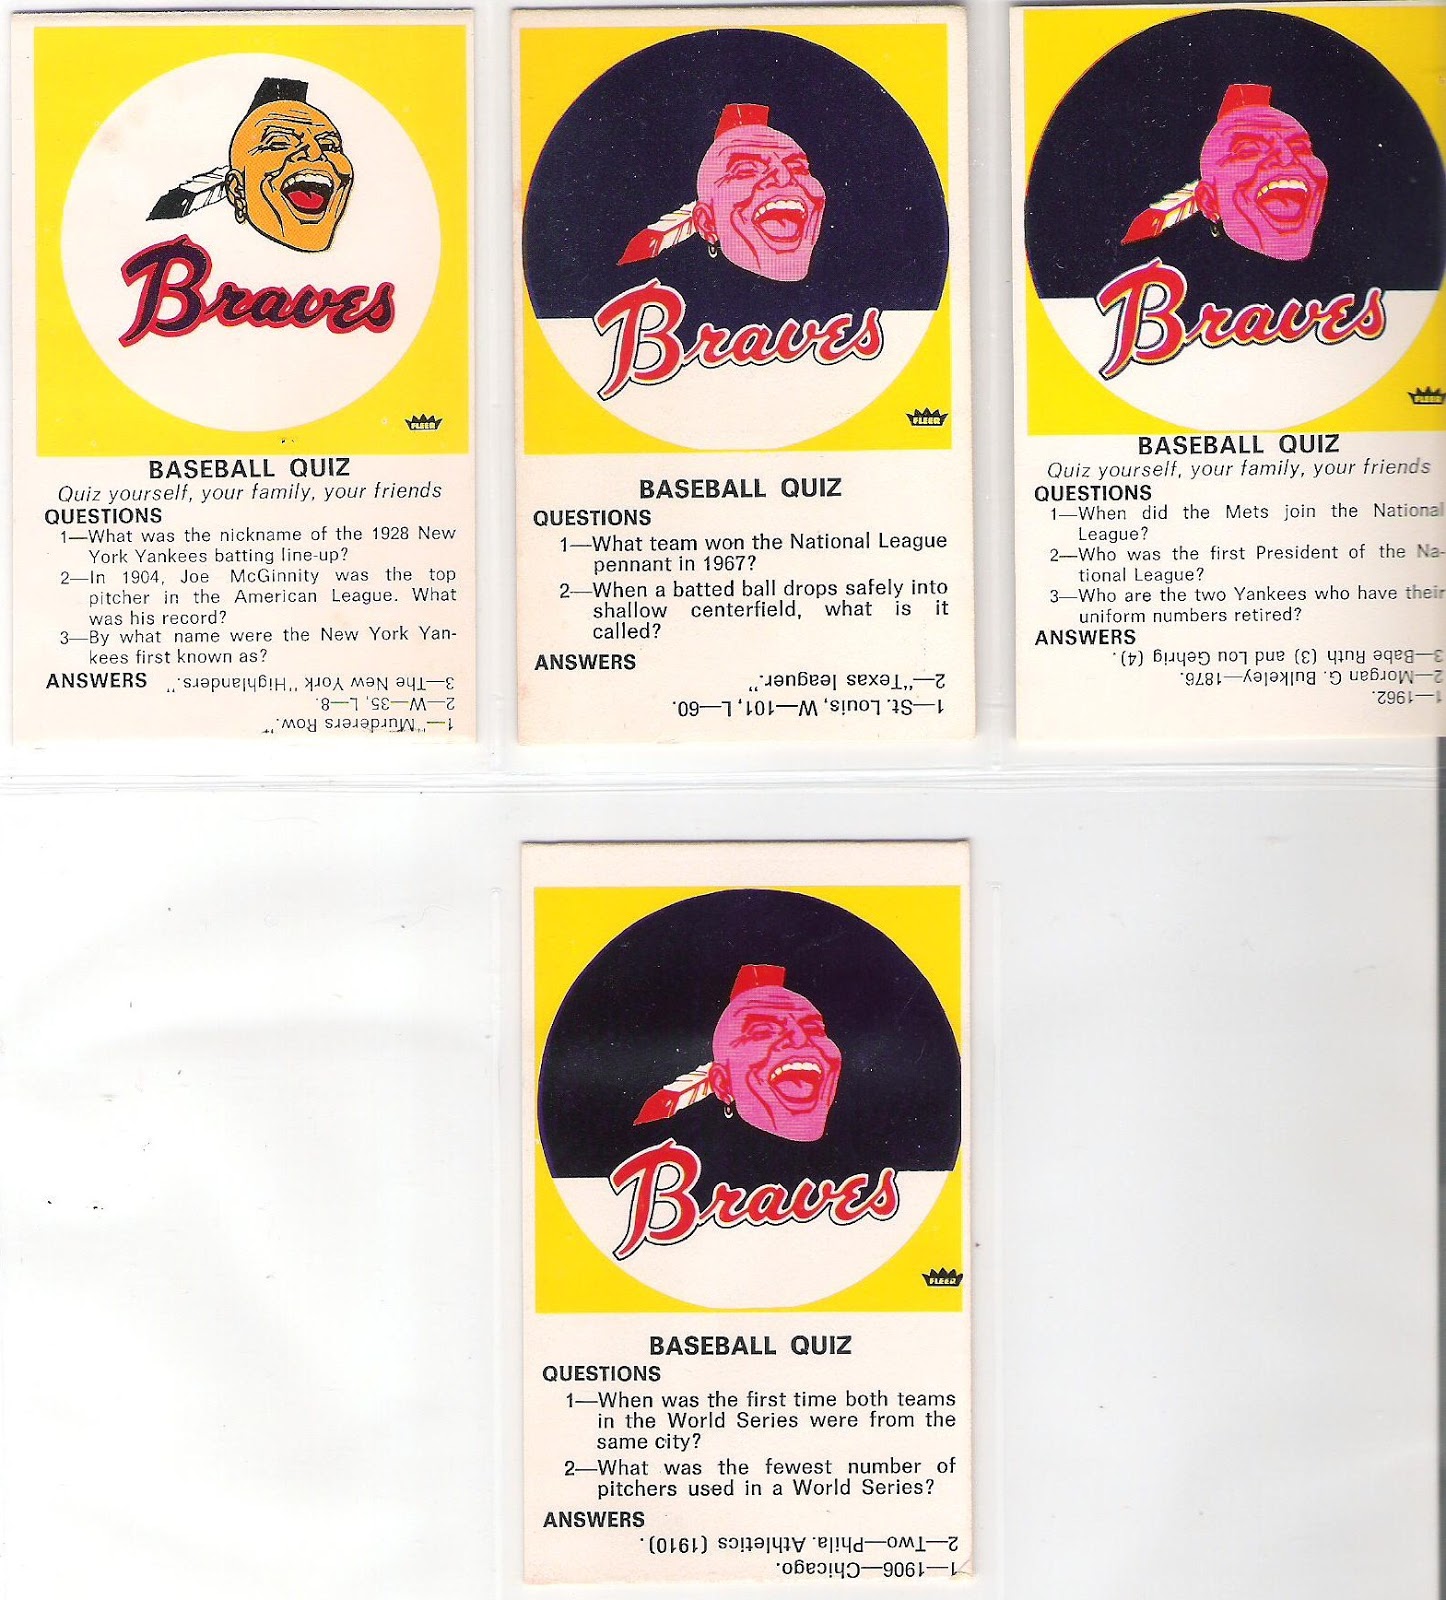 Braves
FLEER
BASEBALL QUIZ
Quiz yourself, your family, your friends
QUESTIONS
1—What was the nickname of the 1928 New
York Yankees batting line-up?
2—In 1904, Joe McGinnity was the top
pitcher in the American League. What
was his record?
3—By what name were the New York Yan-
kees first known as?
ANSWERS
1—"Murderers Row."
2—W—35, L—8.
3—The New York "Highlanders."
Braves
FLEER
BASEBALL QUIZ
QUESTIONS
1—What team won the National League
pennant in 1967?
2—When a batted ball drops safely into
shallow centerfield, what is it
called?
ANSWERS
1—St. Louis, W—101, L—60.
2—"Texas leaguer".
Braves
FLEER
BASEBALL QUIZ
Quiz yourself, your family, your friends
QUESTIONS
1—When did the Mets join the National
League?
2—Who was the first President of the Na-
tional League?
3—Who are the two Yankees who have their
uniform numbers retired?
ANSWERS
1—1962.
2—Morgan G. Bulkeley—1876.
3—Babe Ruth (3) and Lou Gehrig (4).
Braves
FLEER
BASEBALL QUIZ
QUESTIONS
1—When was the first time both teams
in the World Series were from the
same city?
2—What was the fewest number of
pitchers used in a World Series?
ANSWERS
1—1906—Chicago.
2—Two—Phila. Athletics (1910).